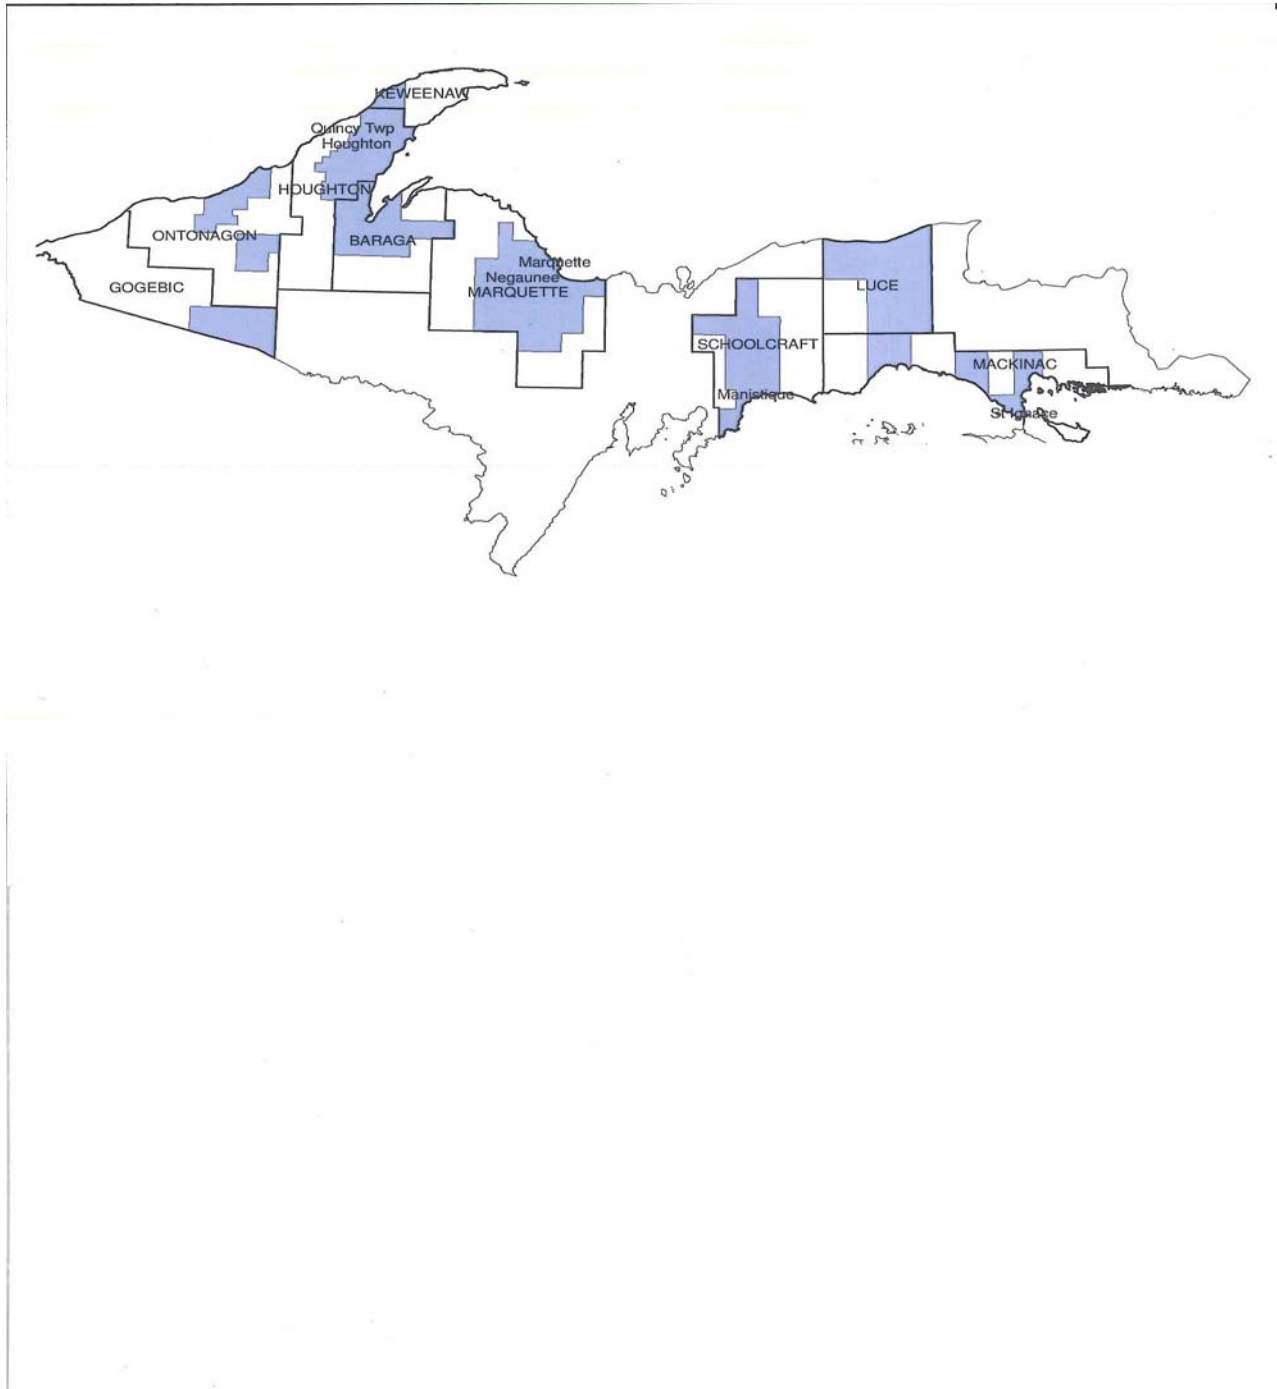 KEWEENAW
Quincy Twp
Houghton
HOUGHTON
ONTONAGON
BARAGA
GOGEBIC
Marquette
Negaunee
MARQUETTE
LUCE
SCHOOLCRAFT
MACKINAC
Manistique
St Ignace